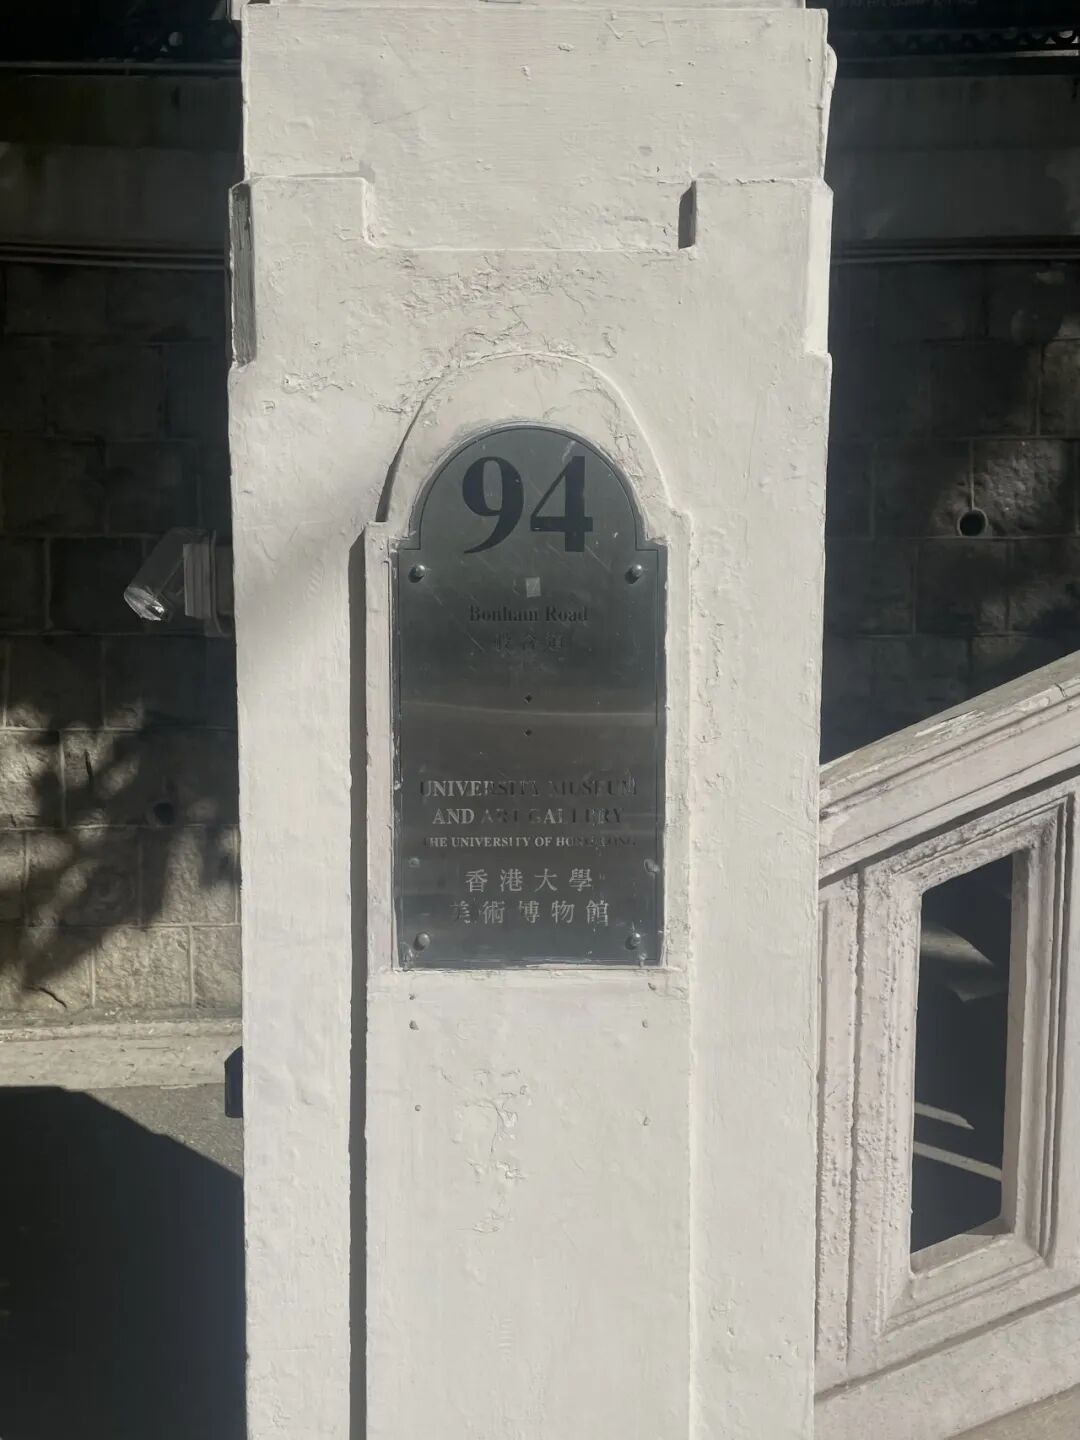 94
Bonham Road
般含道
UNIVERSITY MUSEUM
AND ART GALLERY
THE UNIVERSITY OF HONG KONG
香港大學
美術博物館